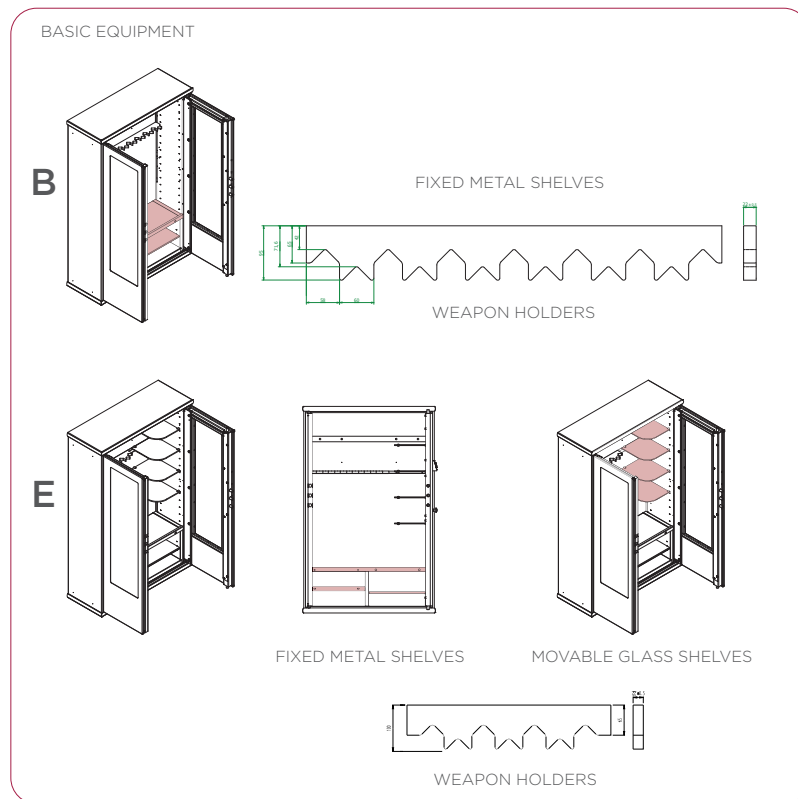 BASIC EQUIPMENT
B
FIXED METAL SHELVES
WEAPON HOLDERS
E
FIXED METAL SHELVES
MOVABLE GLASS SHELVES
WEAPON HOLDERS